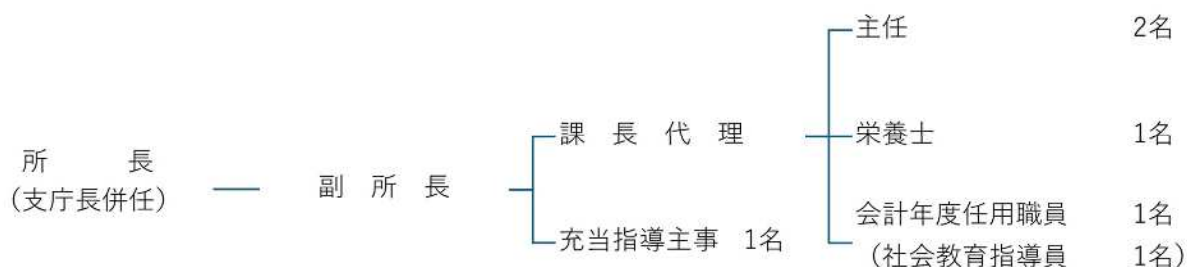 主任 2名
課長代理
栄養士 1名
所長
(支庁長併任)
副所長
会計年度任用職員 1名
充当指導主事 1名
(社会教育指導員 1名)